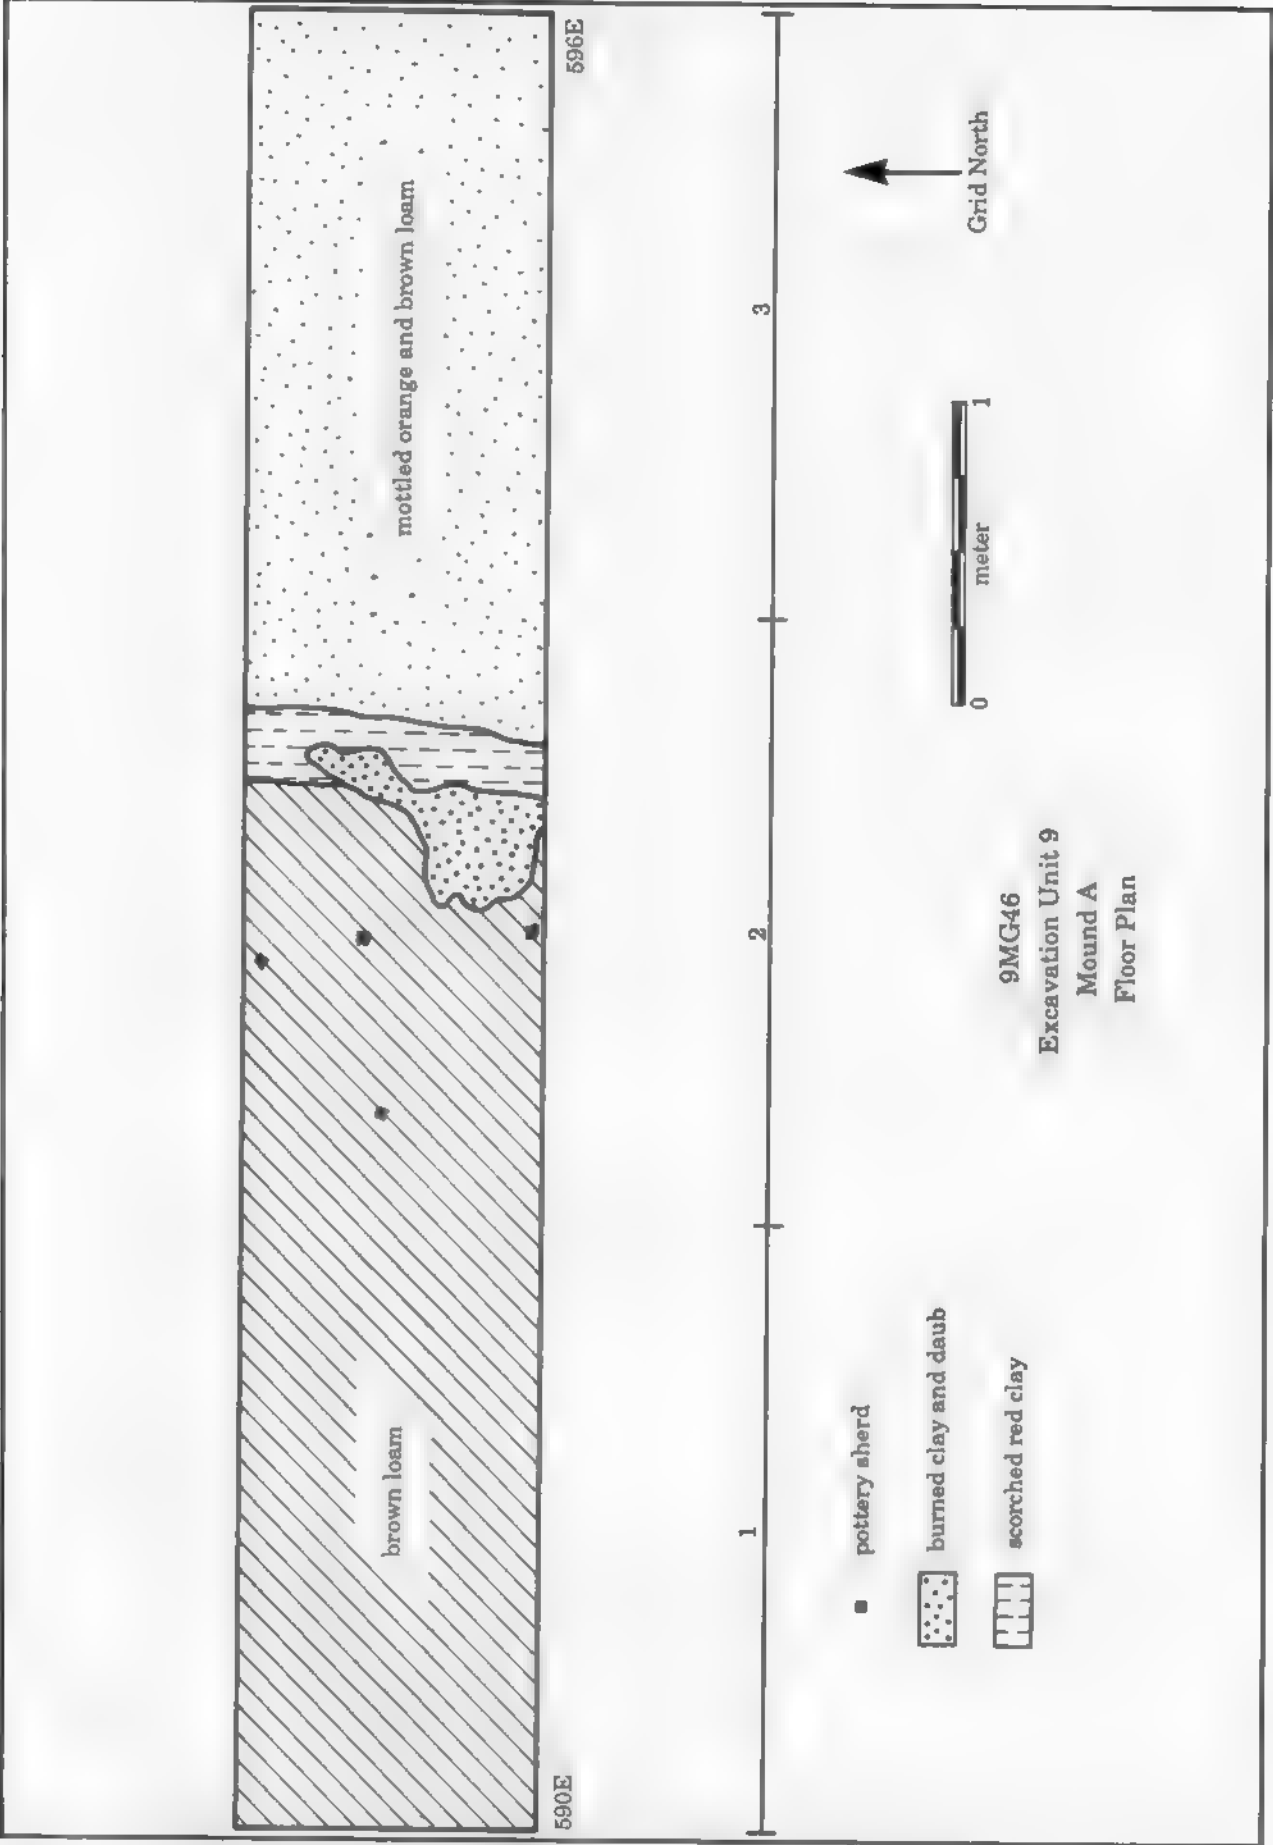 mottled orange and brown loam
brown loam
590E
596E
1
2
3
pottery sherd
burned clay and daub
scorched red clay
9MG46
Excavation Unit 9
Mound A
Floor Plan
0
1
meter
Grid North